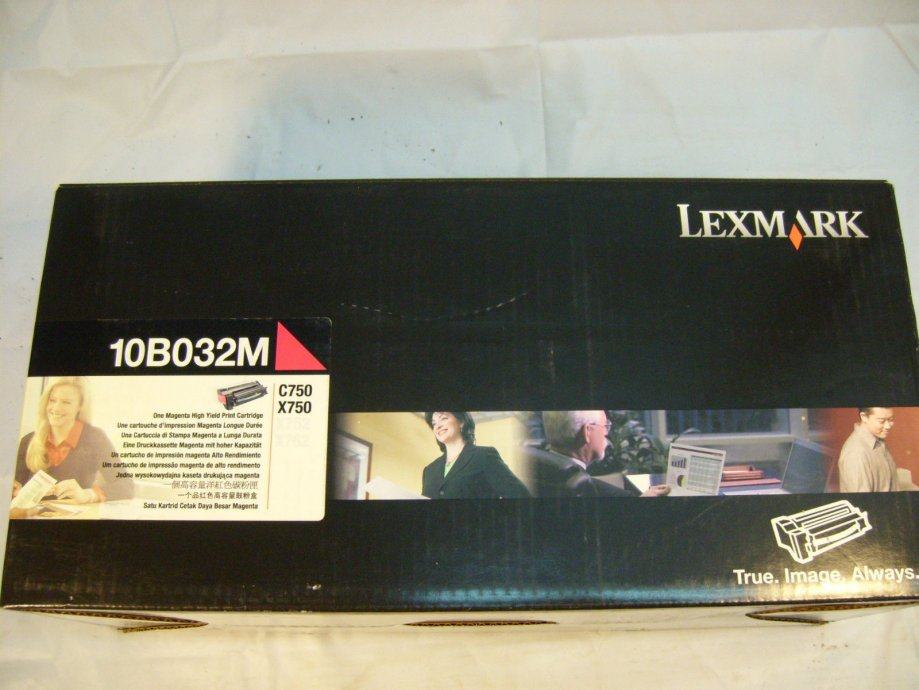 LEXMARK
10B032M
C750
X750
X752
X762
One Magenta High Yield Print Cartridge
Une cartouche d'impression Magenta Longue Durée
Una Cartuccia di Stampa Magenta a Lunga Durata
Eine Druckkassette Magenta mit hoher Kapazität
Un cartucho de impresión magenta Alto Rendimiento
Um cartucho de impressão magenta de alto rendimento
Jedna wysokowydajna kaseta drukująca magenta
一個高容量洋紅色碳粉匣
一个品红色高容量鼓粉盒
Satu Kartrid Cetak Daya Besar Magenta
True. Image. Always.